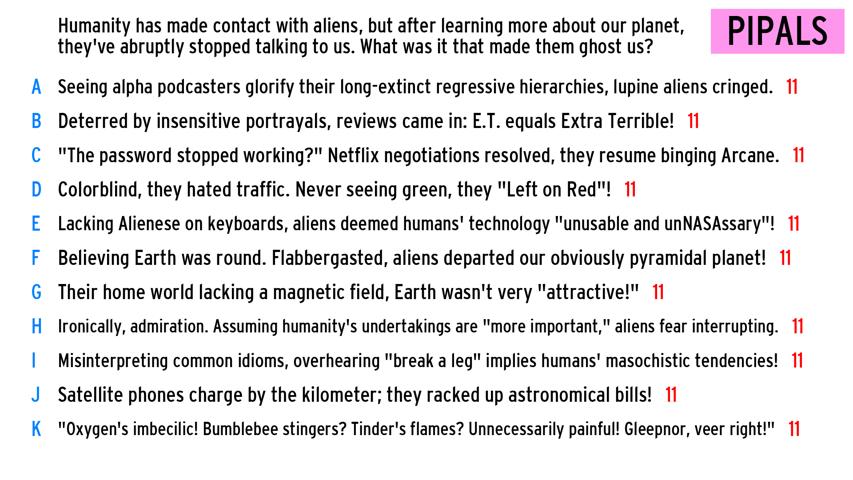 Humanity has made contact with aliens, but after learning more about our planet,
they've abruptly stopped talking to us. What was it that made them ghost us?
PIPALS
A Seeing alpha podcasters glorify their long-extinct regressive hierarchies, lupine aliens cringed. 11
B Deterred by insensitive portrayals, reviews came in: E.T. equals Extra Terrible! 11
C "The password stopped working?" Netflix negotiations resolved, they resume binging Arcane. 11
D Colorblind, they hated traffic. Never seeing green, they "Left on Red"! 11
E Lacking Alienese on keyboards, aliens deemed humans' technology "unusable and unNASAssary"! 11
F Believing Earth was round. Flabbergasted, aliens departed our obviously pyramidal planet! 11
G Their home world lacking a magnetic field, Earth wasn't very "attractive!" 11
H Ironically, admiration. Assuming humanity's undertakings are "more important," aliens fear interrupting. 11
I Misinterpreting common idioms, overhearing "break a leg" implies humans' masochistic tendencies! 11
J Satellite phones charge by the kilometer; they racked up astronomical bills! 11
K "Oxygen's imbecilic! Bumblebee stingers? Tinder's flames? Unnecessarily painful! Gleepnor, veer right!" 11